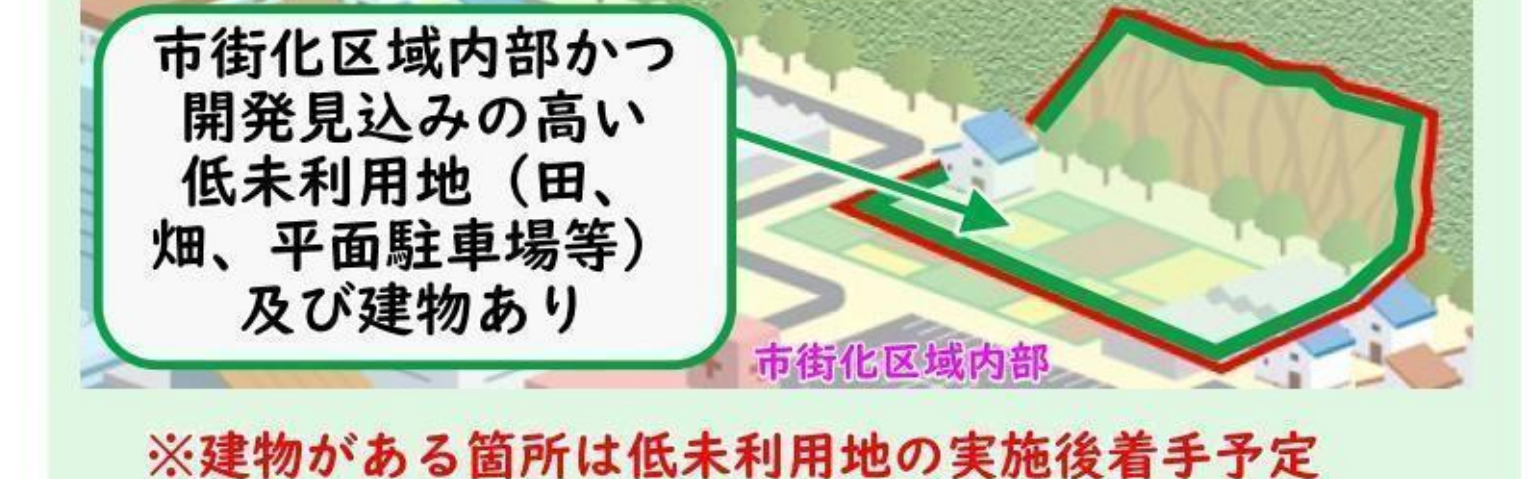 市街化区域内部かつ
開発見込みの高い
低未利用地（田、
畑、平面駐車場等）
及び建物あり
市街化区域内部
※建物がある箇所は低未利用地の実施後着手予定